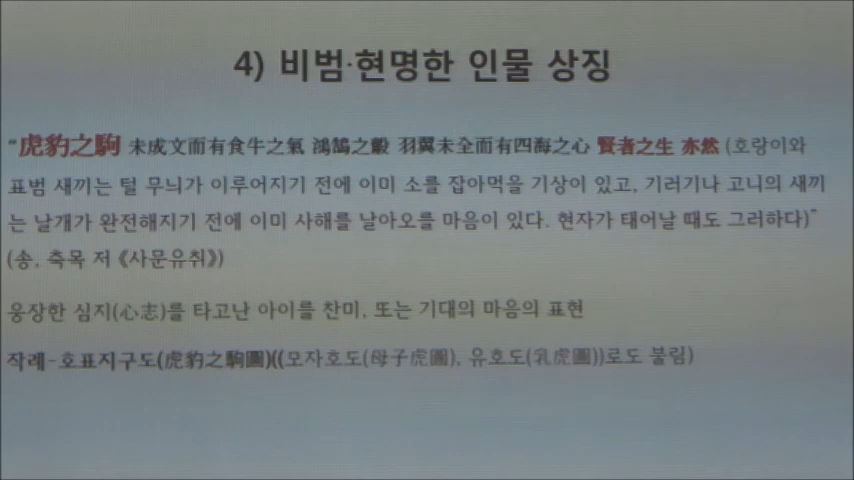 4) 비범·현명한 인물 상징
“虎豹之駒 未成文而有食牛之氣 鴻鵠之鷇 羽翼未全而有四海之心 賢者之生 亦然 (호랑이와
표범 새끼는 털 무늬가 이루어지기 전에 이미 소를 잡아먹을 기상이 있고, 기러기나 고니의 새끼
는 날개가 완전해지기 전에 이미 사해를 날아오를 마음이 있다. 현자가 태어날 때도 그러하다)”
(송, 축목 저 《사문유취》)
웅장한 심지(心志)를 타고난 아이를 찬미, 또는 기대의 마음의 표현
작례-호표지구도(虎豹之駒圖)((모자호도(母子虎圖), 유호도(乳虎圖))로도 불림)